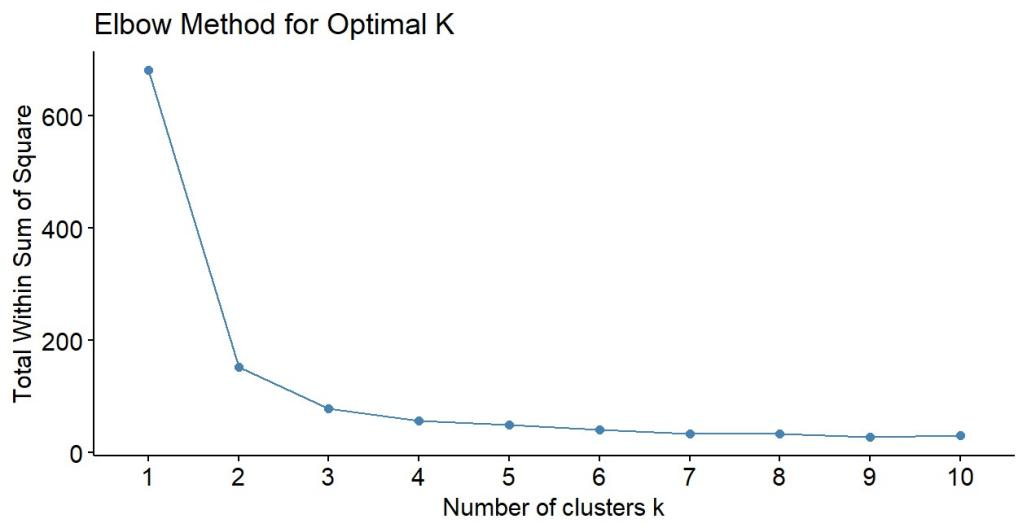 Elbow Method for Optimal K
Total Within Sum of Square
600
400
200
0
1 2 3 4 5 6 7 8 9 10
Number of clusters k